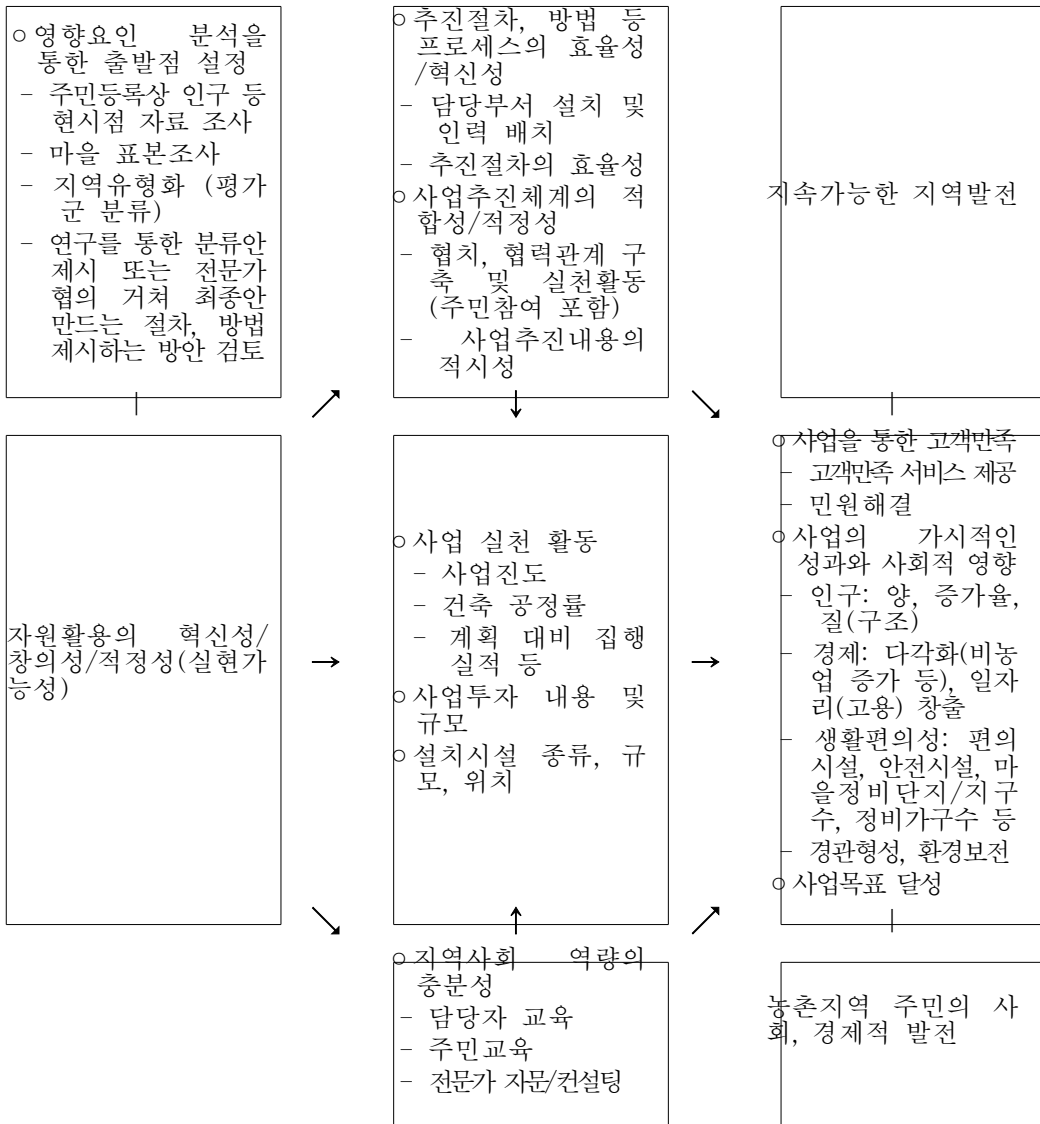 ○ 영향요인 분석을
통한 출발점 설정
- 주민등록상 인구 등
현시점 자료 조사
- 마을 표본조사
- 지역유형화 (평가
군 분류)
- 연구를 통한 분류안
제시 또는 전문가
협의 거쳐 최종안
만드는 절차, 방법
제시하는 방안 검토
○ 추진절차, 방법 등
프로세스의 효율성
/혁신성
- 담당부서 설치 및
인력 배치
- 추진절차의 효율성
○ 사업추진체계의 적
합성/적정성
- 협치, 협력관계 구
축 및 실천활동
(주민참여 포함)
- 사업추진내용의
적시성
지속가능한 지역발전
자원활용의 혁신성/
창의성/적정성(실현가
능성)
○ 사업 실천 활동
- 사업진도
- 건축 공정률
- 계획 대비 집행
실적 등
○ 사업투자 내용 및
규모
○ 설치시설 종류, 규
모, 위치
○ 사업을 통한 고객만족
- 고객만족 서비스 제공
- 민원해결
○ 사업의 가시적인
성과와 사회적 영향
- 인구: 양, 증가율,
질(구조)
- 경제: 다각화(비농
업 증가 등), 일자
리(고용) 창출
- 생활편의성: 편의
시설, 안전시설, 마
을정비단지/지구
수, 정비가구수 등
- 경관형성, 환경보전
○ 사업목표 달성
○ 지역사회 역량의
충분성
- 담당자 교육
- 주민교육
- 전문가 자문/컨설팅
농촌지역 주민의 사
회, 경제적 발전